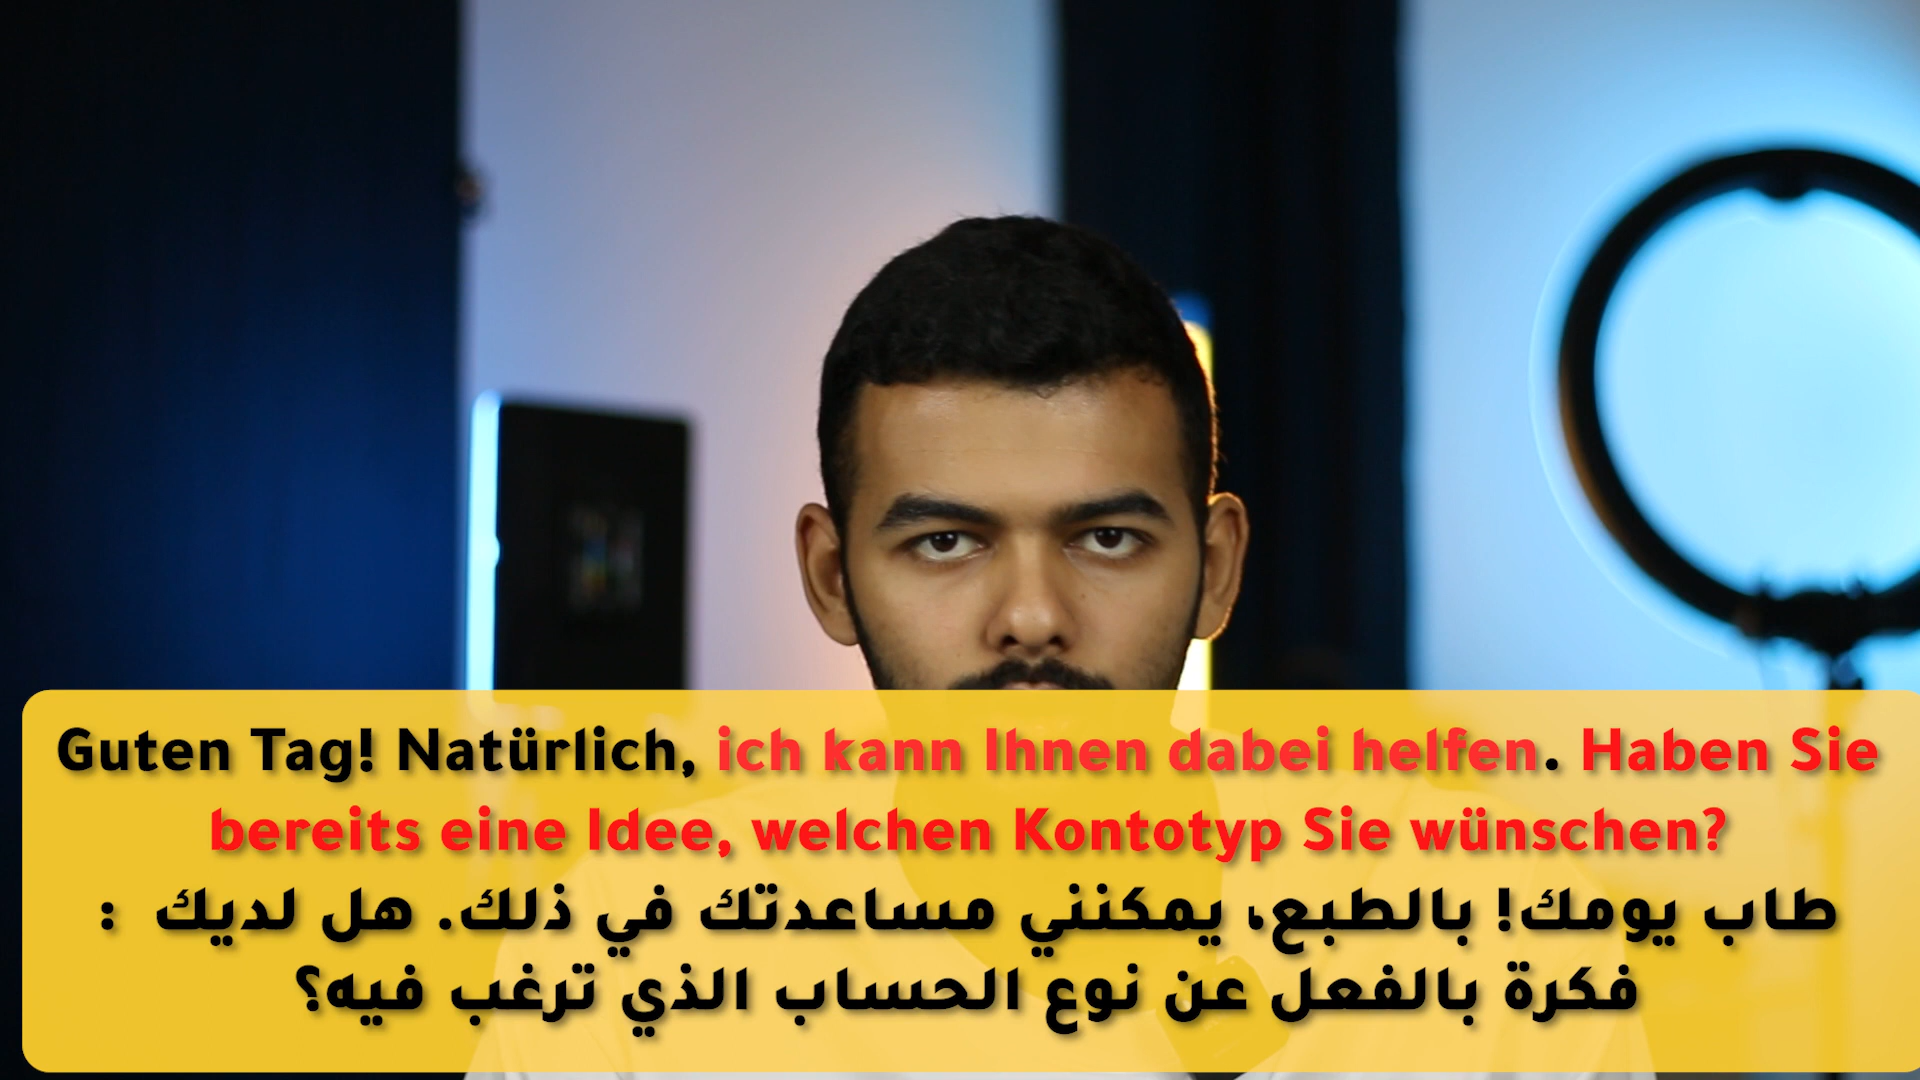 Guten Tag! Natürlich, ich kann Ihnen dabei helfen. Haben Sie
bereits eine Idee, welchen Kontotyp Sie wünschen?
طاب يومك! بالطبع، يمكنني مساعدتك في ذلك. هل لديك :
فكرة بالفعل عن نوع الحساب الذي ترغب فيه؟